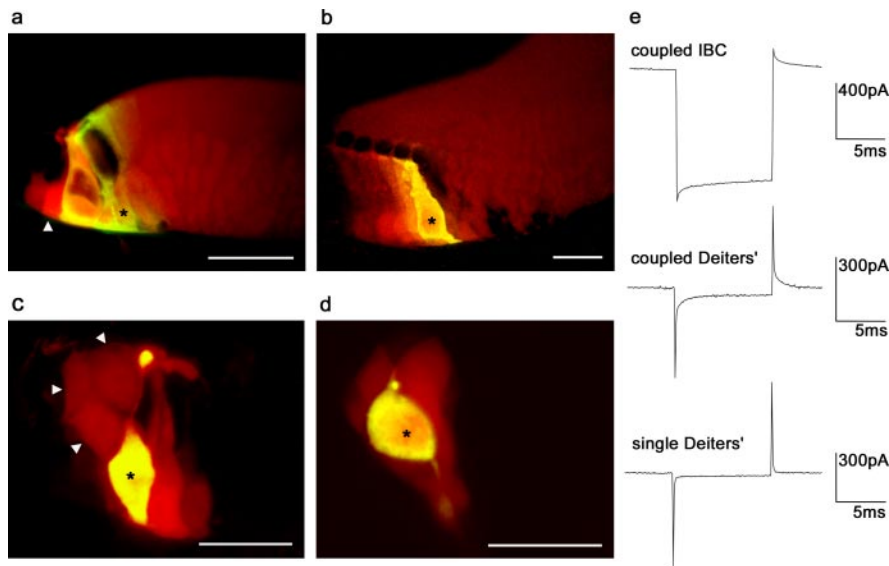 a
b
e
coupled IBC
400pA
5ms
*
*
coupled Deiters'
300pA
5ms
c
d
*
*
single Deiters'
300pA
5ms